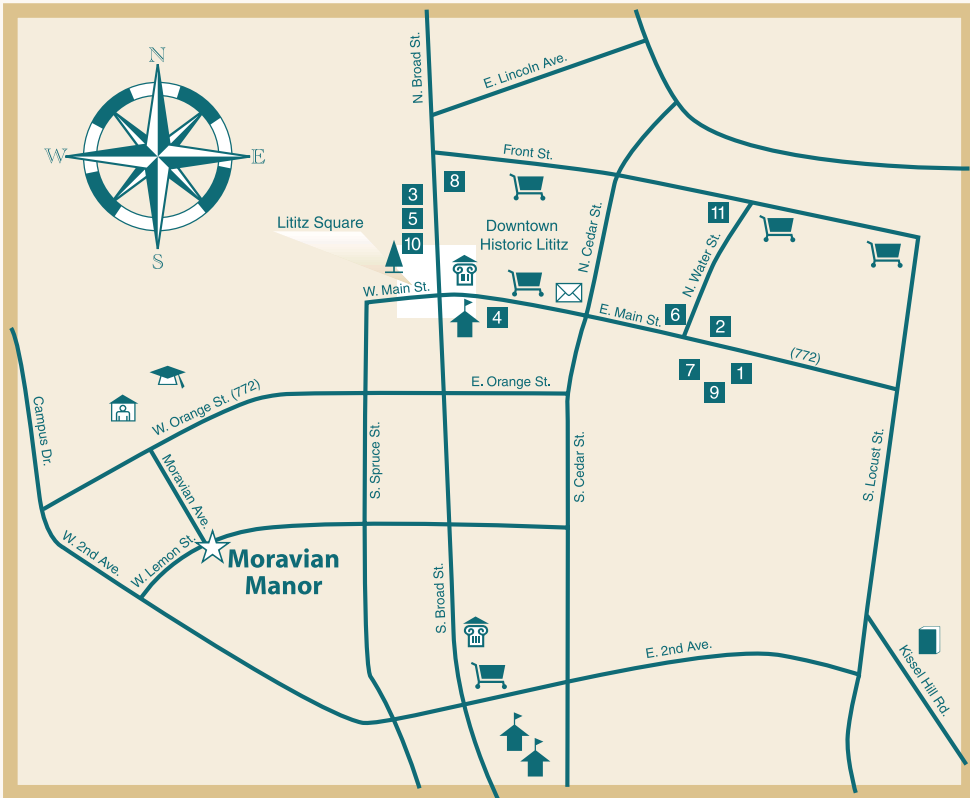 N
W
E
S
N. Broad St.
E. Lincoln Ave.
Front St.
3
5
10
8
Lititz Square
Downtown
Historic Lititz
N. Cedar St.
11
N. Water St.
W. Main St.
4
E. Main St.
6
2
(772)
7
1
9
E. Orange St.
W. Orange St. (772)
Campus Dr.
Moravian Ave.
S. Spruce St.
S. Cedar St.
S. Locust St.
W. 2nd Ave.
W. Lemon St.
Moravian
Manor
S. Broad St.
E. 2nd Ave.
Kissel Hill Rd.